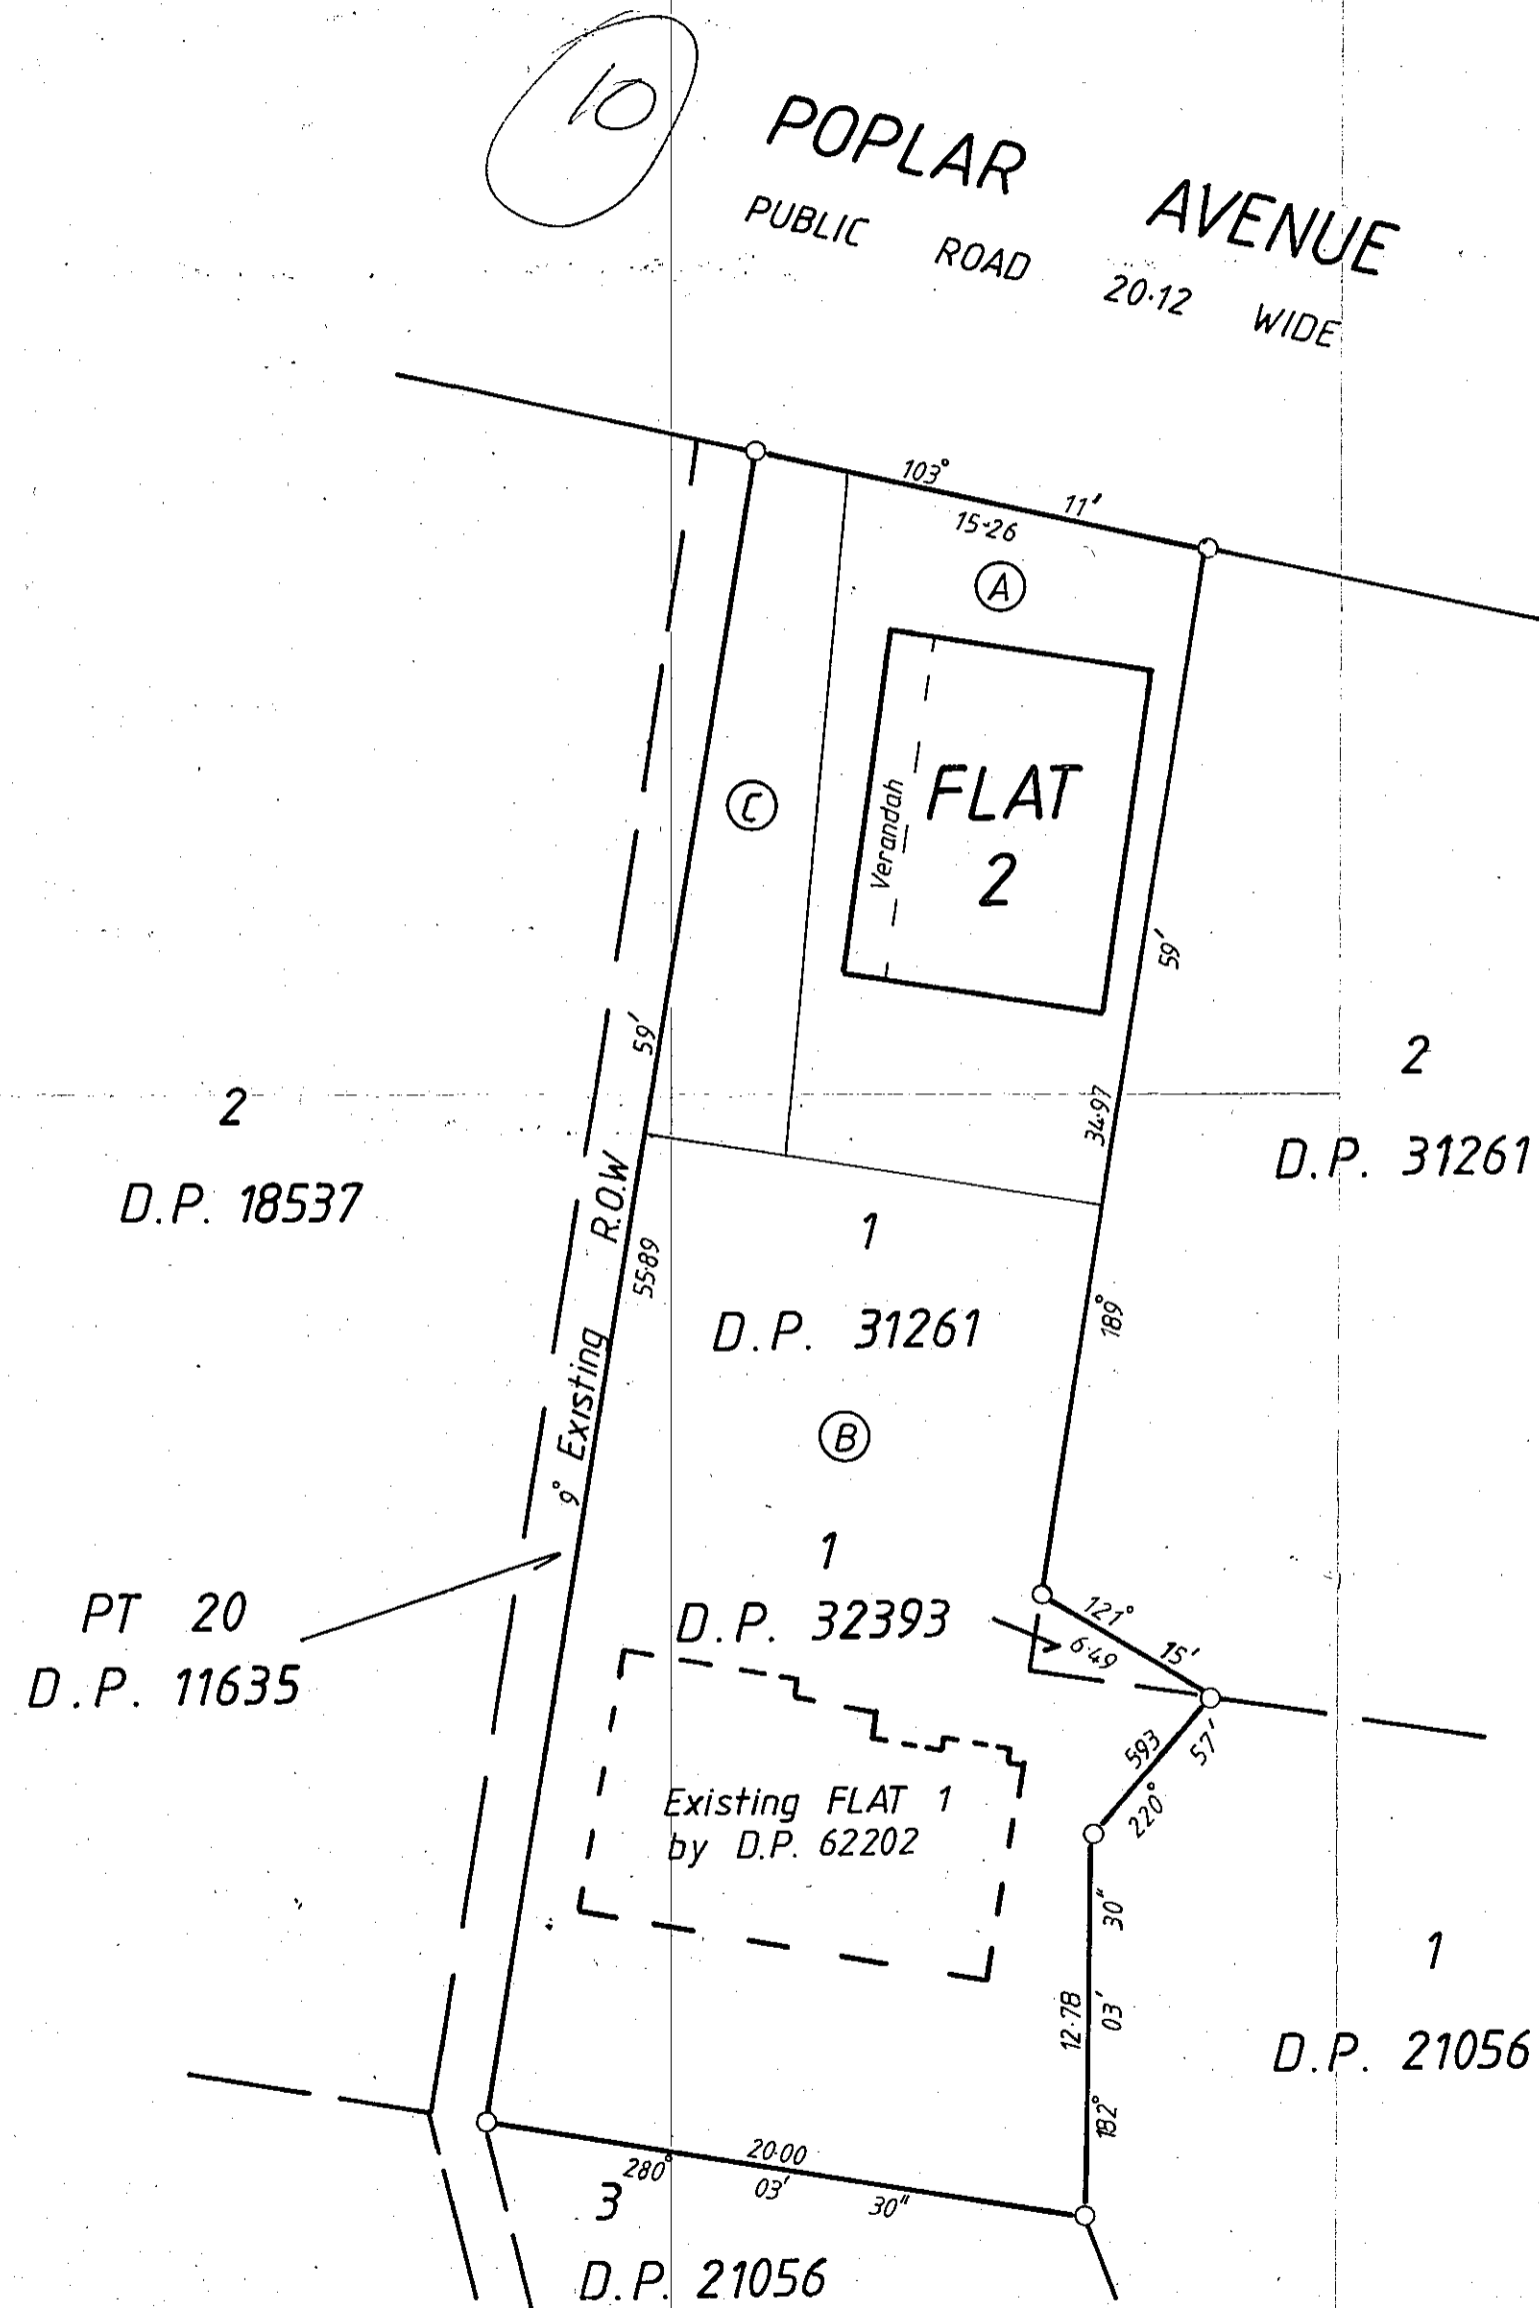 10
POPLAR AVENUE
PUBLIC ROAD 20·12 WIDE
103° 11'
15·26
A
FLAT
2
Verandah
C
59'
59'
34·97
2
D.P. 31261
2
D.P. 18537
R.O.W
55·89
1
D.P. 31261
189°
9° Existing
B
1
D.P. 32393
PT 20
D.P. 11635
121° 15'
6·49
593
57'
220°
Existing FLAT 1
by D.P. 62202
30"
12·78
03'
182°
1
D.P. 21056
20·00
280° 03' 30"
3
D.P. 21056